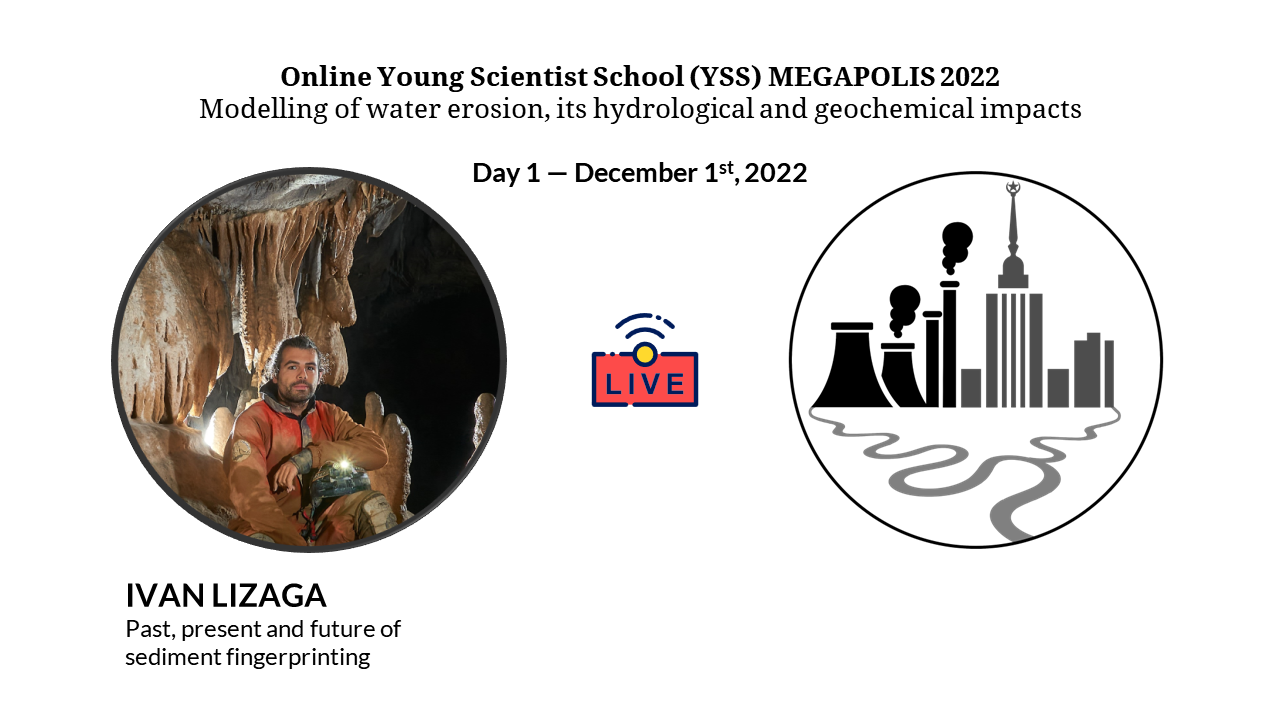 Online Young Scientist School (YSS) MEGAPOLIS 2022
Modelling of water erosion, its hydrological and geochemical impacts
Day 1 — December 1st, 2022
LIVE
IVAN LIZAGA
Past, present and future of
sediment fingerprinting